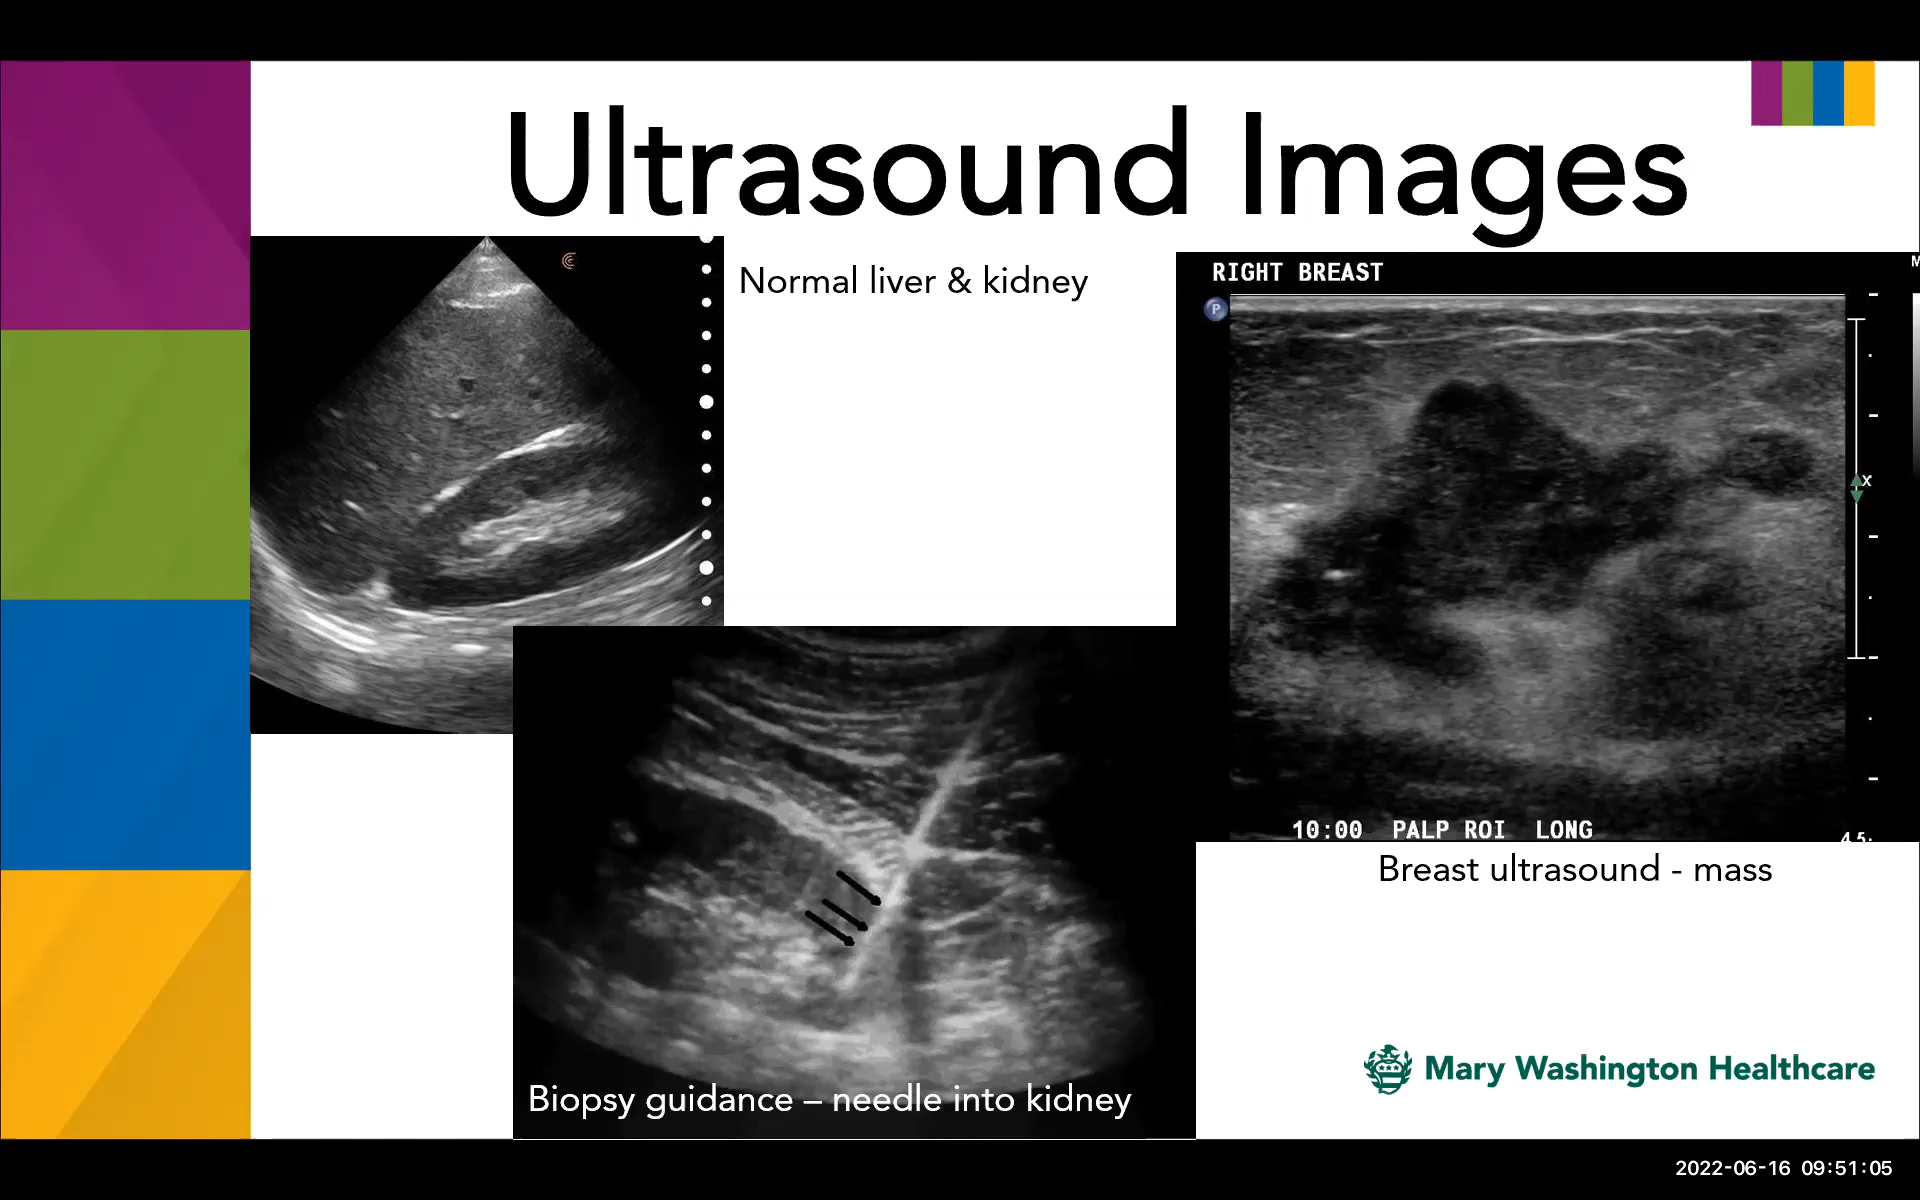 Ultrasound Images
Normal liver & kidney
RIGHT BREAST
P
x
10:00 PALP ROI LONG
Breast ultrasound - mass
Biopsy guidance – needle into kidney
Mary Washington Healthcare
2022-06-16 09:51:05